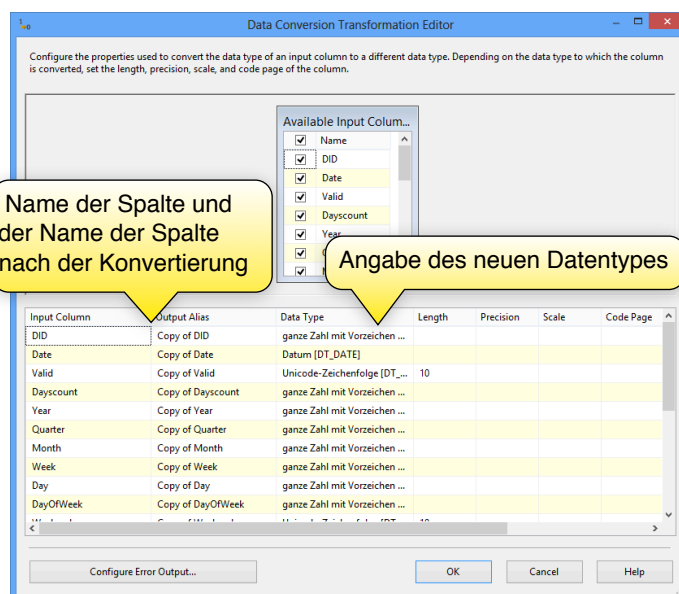 Data Conversion Transformation Editor
Configure the properties used to convert the data type of an input column to a different data type. Depending on the data type to which the column
is converted, set the length, precision, scale, and code page of the column.
Available Input Colum...
Name
DID
Date
Valid
Dayscount
Year
Name der Spalte und
der Name der Spalte
nach der Konvertierung
Angabe des neuen Datentypes
Input Column Output Alias Data Type Length Precision Scale Code Page
DID Copy of DID ganze Zahl mit Vorzeichen ...
Date Copy of Date Datum [DT_DATE]
Valid Copy of Valid Unicode-Zeichenfolge [DT_... 10
Dayscount Copy of Dayscount ganze Zahl mit Vorzeichen ...
Year Copy of Year ganze Zahl mit Vorzeichen ...
Quarter Copy of Quarter ganze Zahl mit Vorzeichen ...
Month Copy of Month ganze Zahl mit Vorzeichen ...
Week Copy of Week ganze Zahl mit Vorzeichen ...
Day Copy of Day ganze Zahl mit Vorzeichen ...
DayOfWeek Copy of DayOfWeek ganze Zahl mit Vorzeichen ...
Configure Error Output... OK Cancel Help